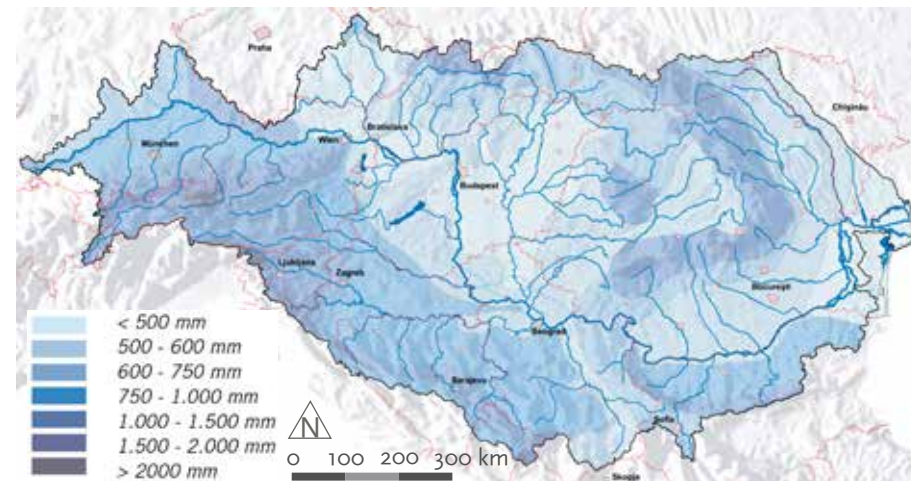 Praha
Chişinău
Bratislava
Wien
München
Budapest
Ljubljana
Zagreb
Bucureşti
Beograd
Sarajevo
Sofia
Skopje
< 500 mm
500 - 600 mm
600 - 750 mm
750 - 1.000 mm
1.000 - 1.500 mm
1.500 - 2.000 mm
> 2000 mm
N
0 100 200 300 km